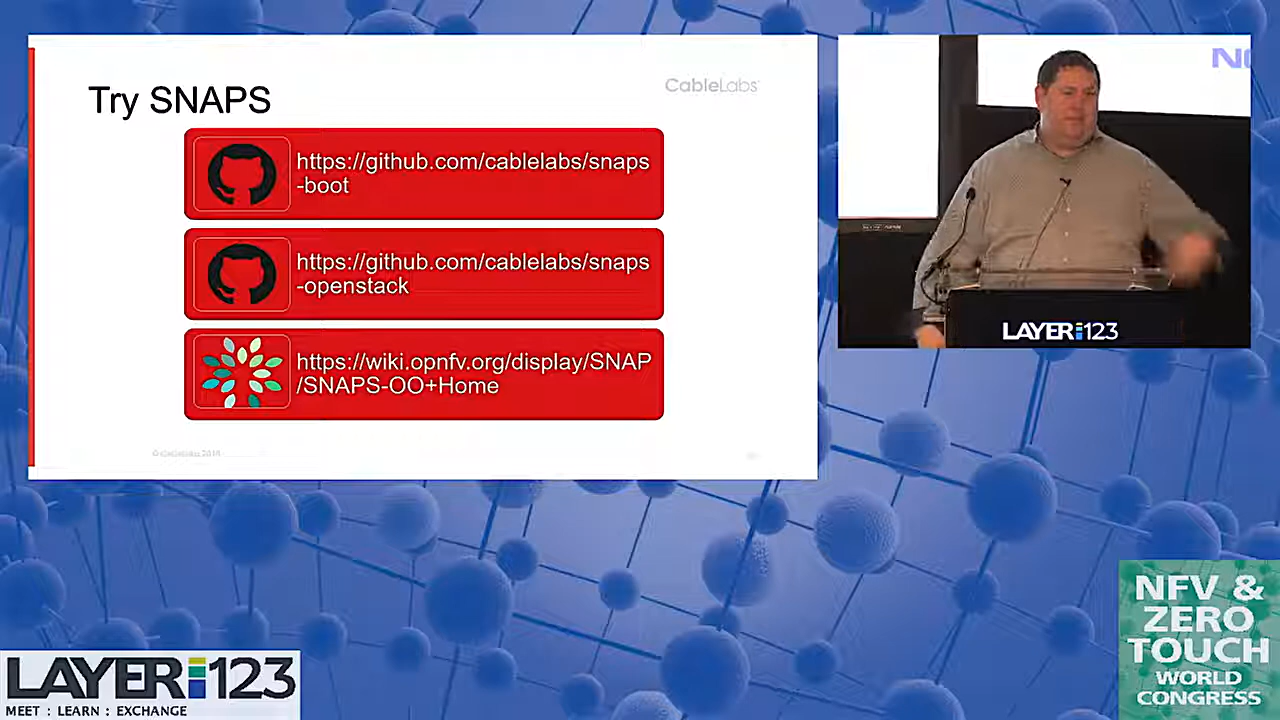 Try SNAPS
CableLabs
https://github.com/cablelabs/snaps
-boot
https://github.com/cablelabs/snaps
-openstack
https://wiki.opnfv.org/display/SNAP
/SNAPS-OO+Home
LAYER123
LAYER123
MEET : LEARN : EXCHANGE
NFV &
ZERO
TOUCH
WORLD
CONGRESS